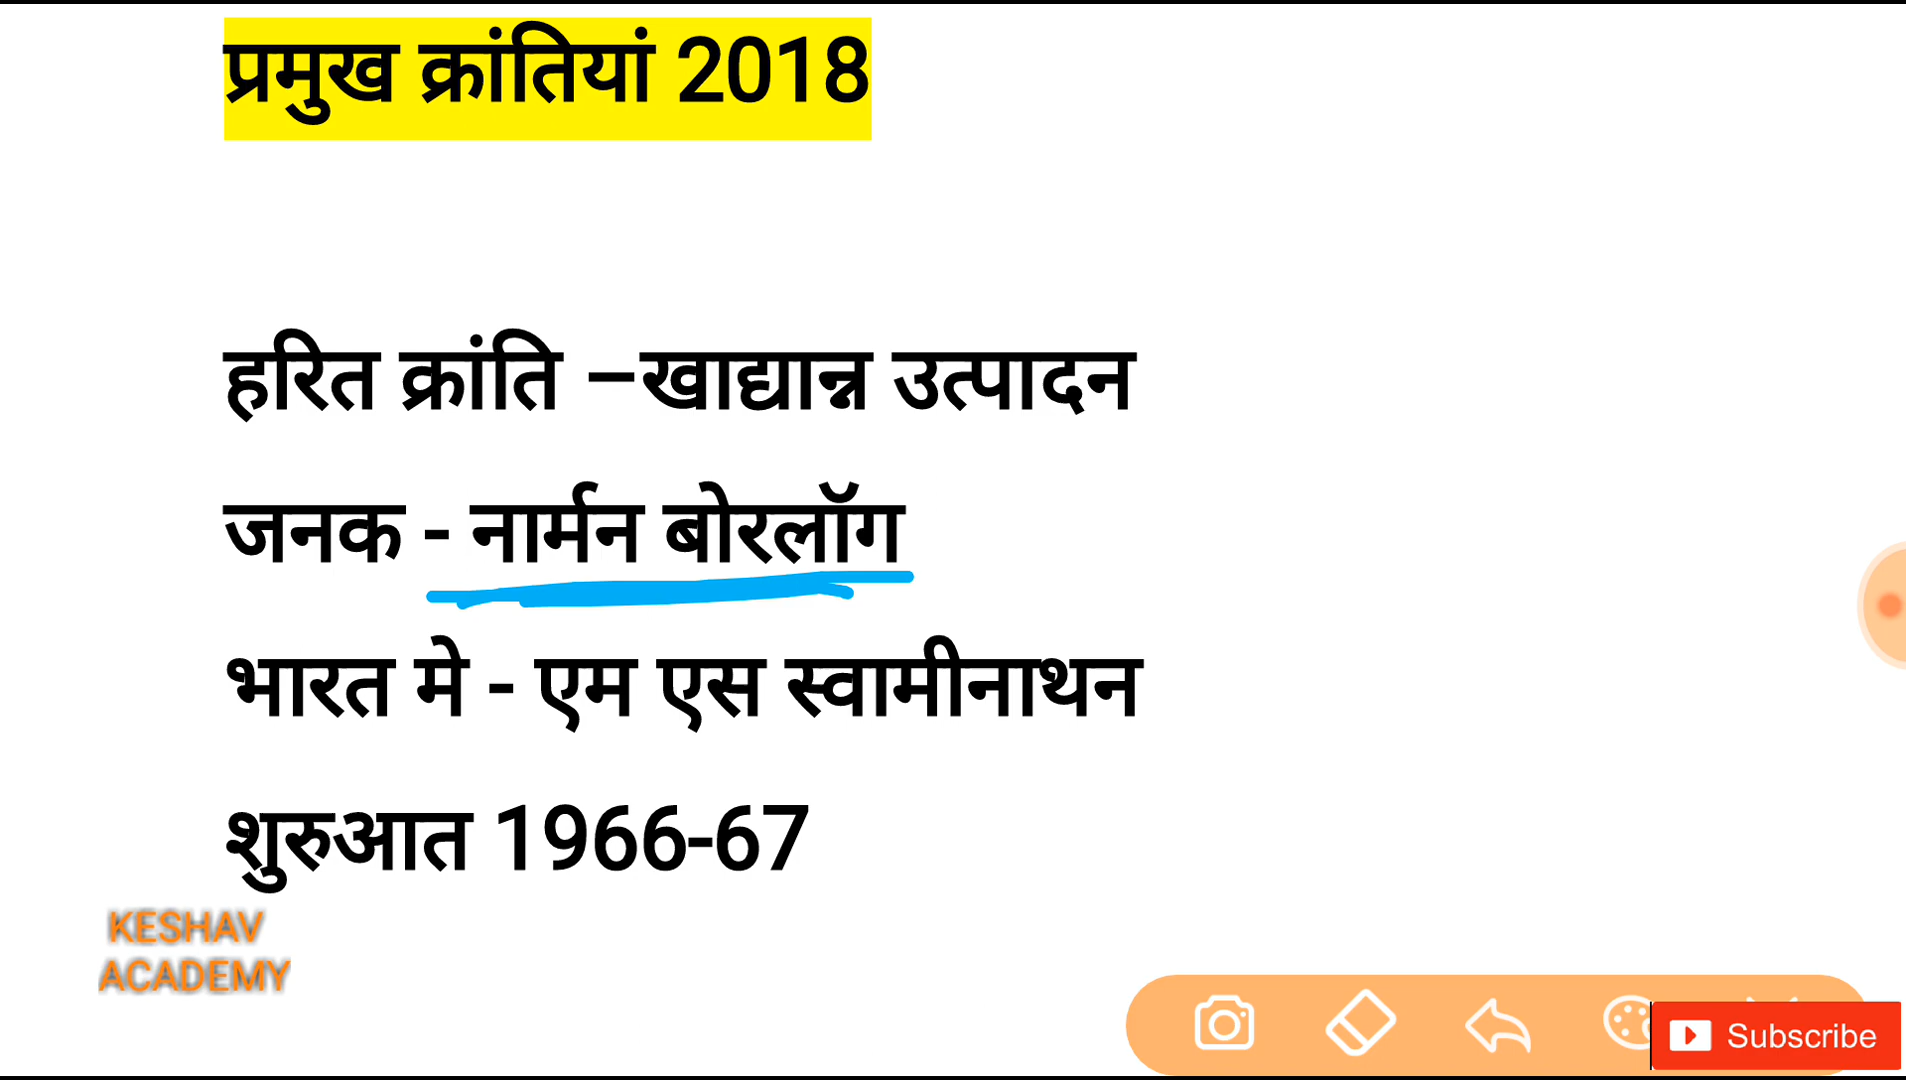 प्रमुख क्रांतियां 2018
हरित क्रांति –खाद्यान्न उत्पादन
जनक - नार्मन बोरलॉग
भारत मे - एम एस स्वामीनाथन
शुरुआत 1966-67
KESHAV
ACADEMY
Subscribe